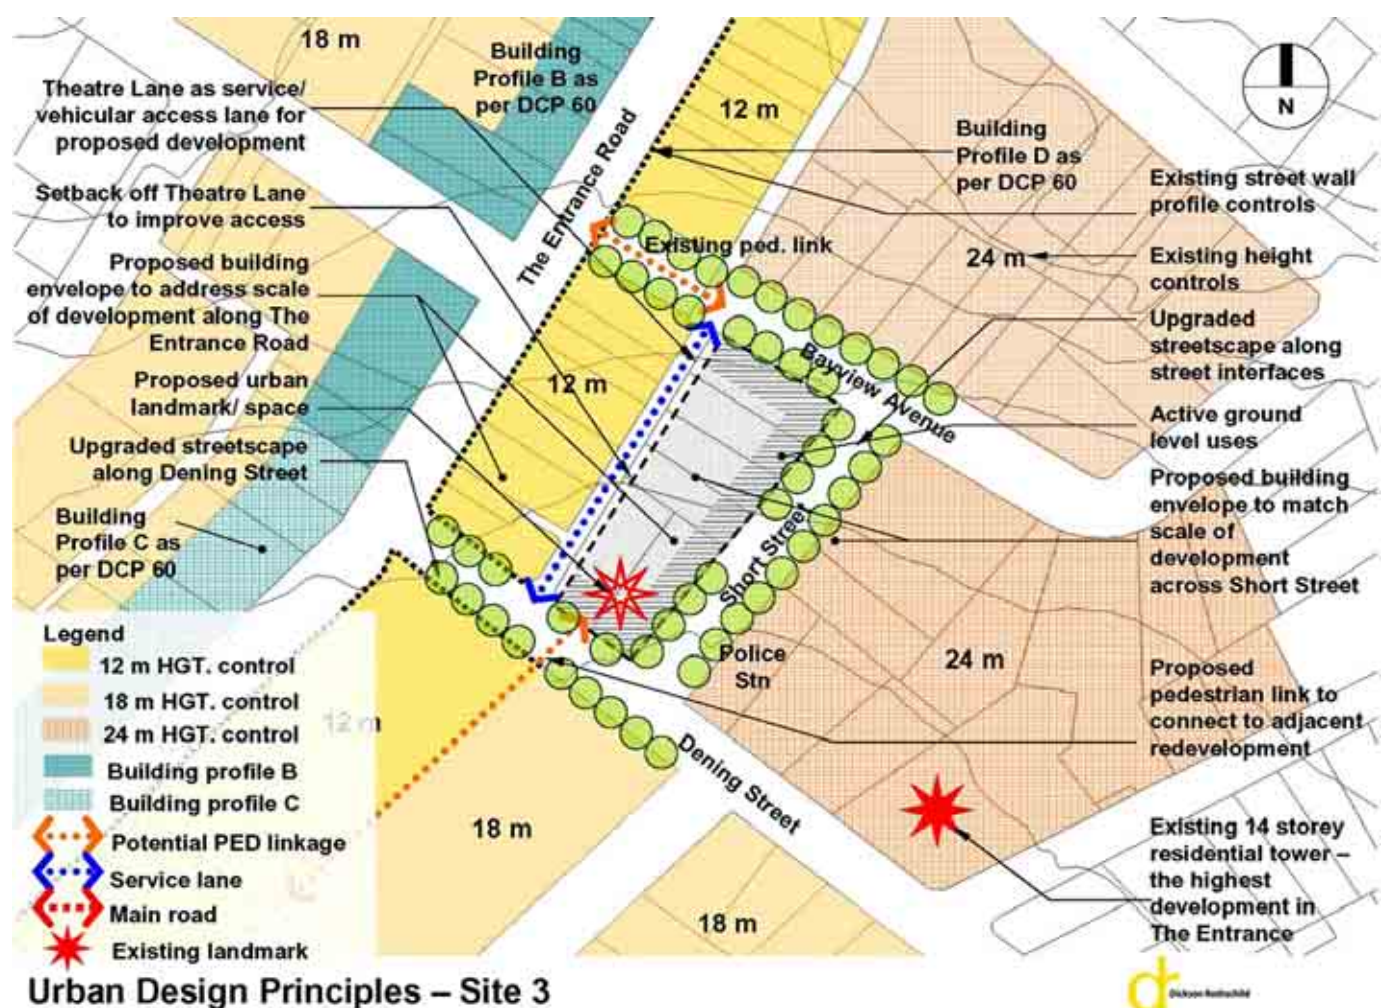 18 m
Building
Profile B as
per DCP 60
Theatre Lane as service/
vehicular access lane for
proposed development
Setback off Theatre Lane
to improve access
Proposed building
envelope to address scale
of development along The
Entrance Road
Proposed urban
landmark/ space
Upgraded streetscape
along Dening Street
Building
Profile C as
per DCP 60
The Entrance Road
12 m
Existing ped. link
12 m
Bayview Avenue
Short Street
Police
Stn
Dening Street
24 m
24 m
18 m
18 m
12 m
N
Building
Profile D as
per DCP 60
Existing street wall
profile controls
Existing height
controls
Upgraded
streetscape along
street interfaces
Active ground
level uses
Proposed building
envelope to match
scale of
development
across Short Street
Proposed
pedestrian link to
connect to adjacent
redevelopment
Existing 14 storey
residential tower –
the highest
development in
The Entrance
Legend
12 m HGT. control
18 m HGT. control
24 m HGT. control
Building profile B
Building profile C
Potential PED linkage
Service lane
Main road
Existing landmark
Urban Design Principles – Site 3
dr
Dickson Rothschild